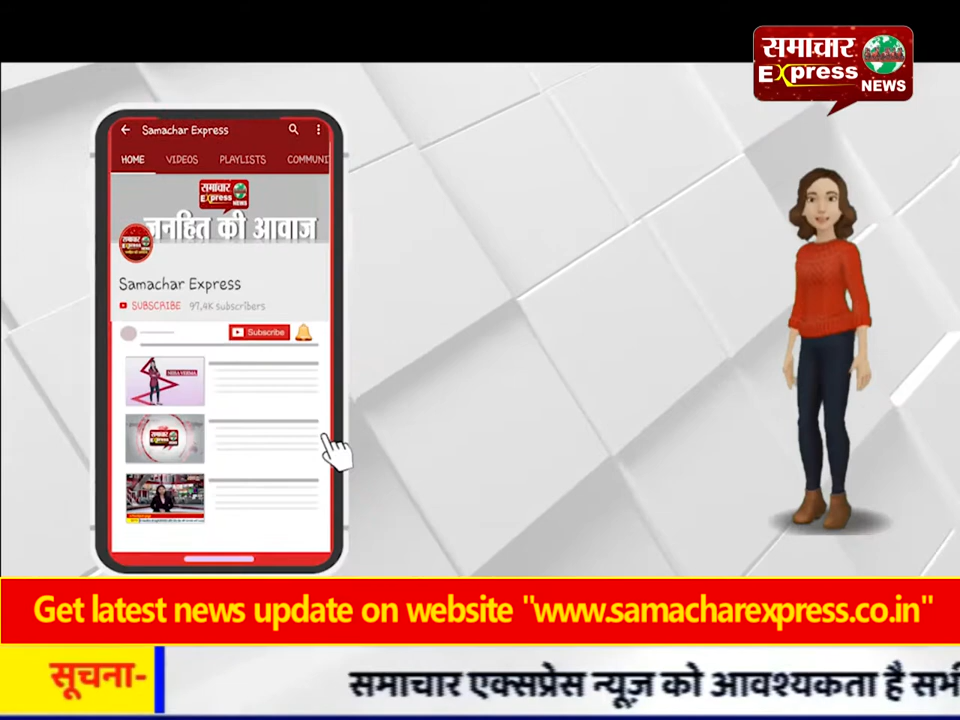 समाचार
Express
NEWS
Samachar Express
HOME VIDEOS PLAYLISTS COMMUNI
समाचार
Express
NEWS
जनहित की आवाज
Samachar Express
SUBSCRIBE 97,4K subscribers
Subscribe
Get latest news update on website "www.samacharexpress.co.in"
सूचना- समाचार एक्सप्रेस न्यूज़ को आवश्यकता है सभी